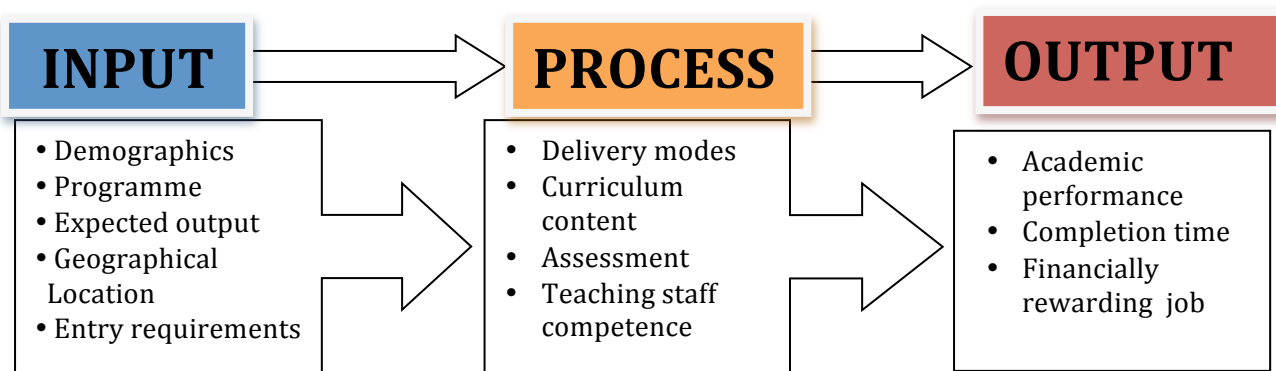 INPUT
PROCESS
OUTPUT
• Demographics
• Programme
• Expected output
• Geographical
Location
• Entry requirements
• Delivery modes
• Curriculum
content
• Assessment
• Teaching staff
competence
• Academic
performance
• Completion time
• Financially
rewarding job